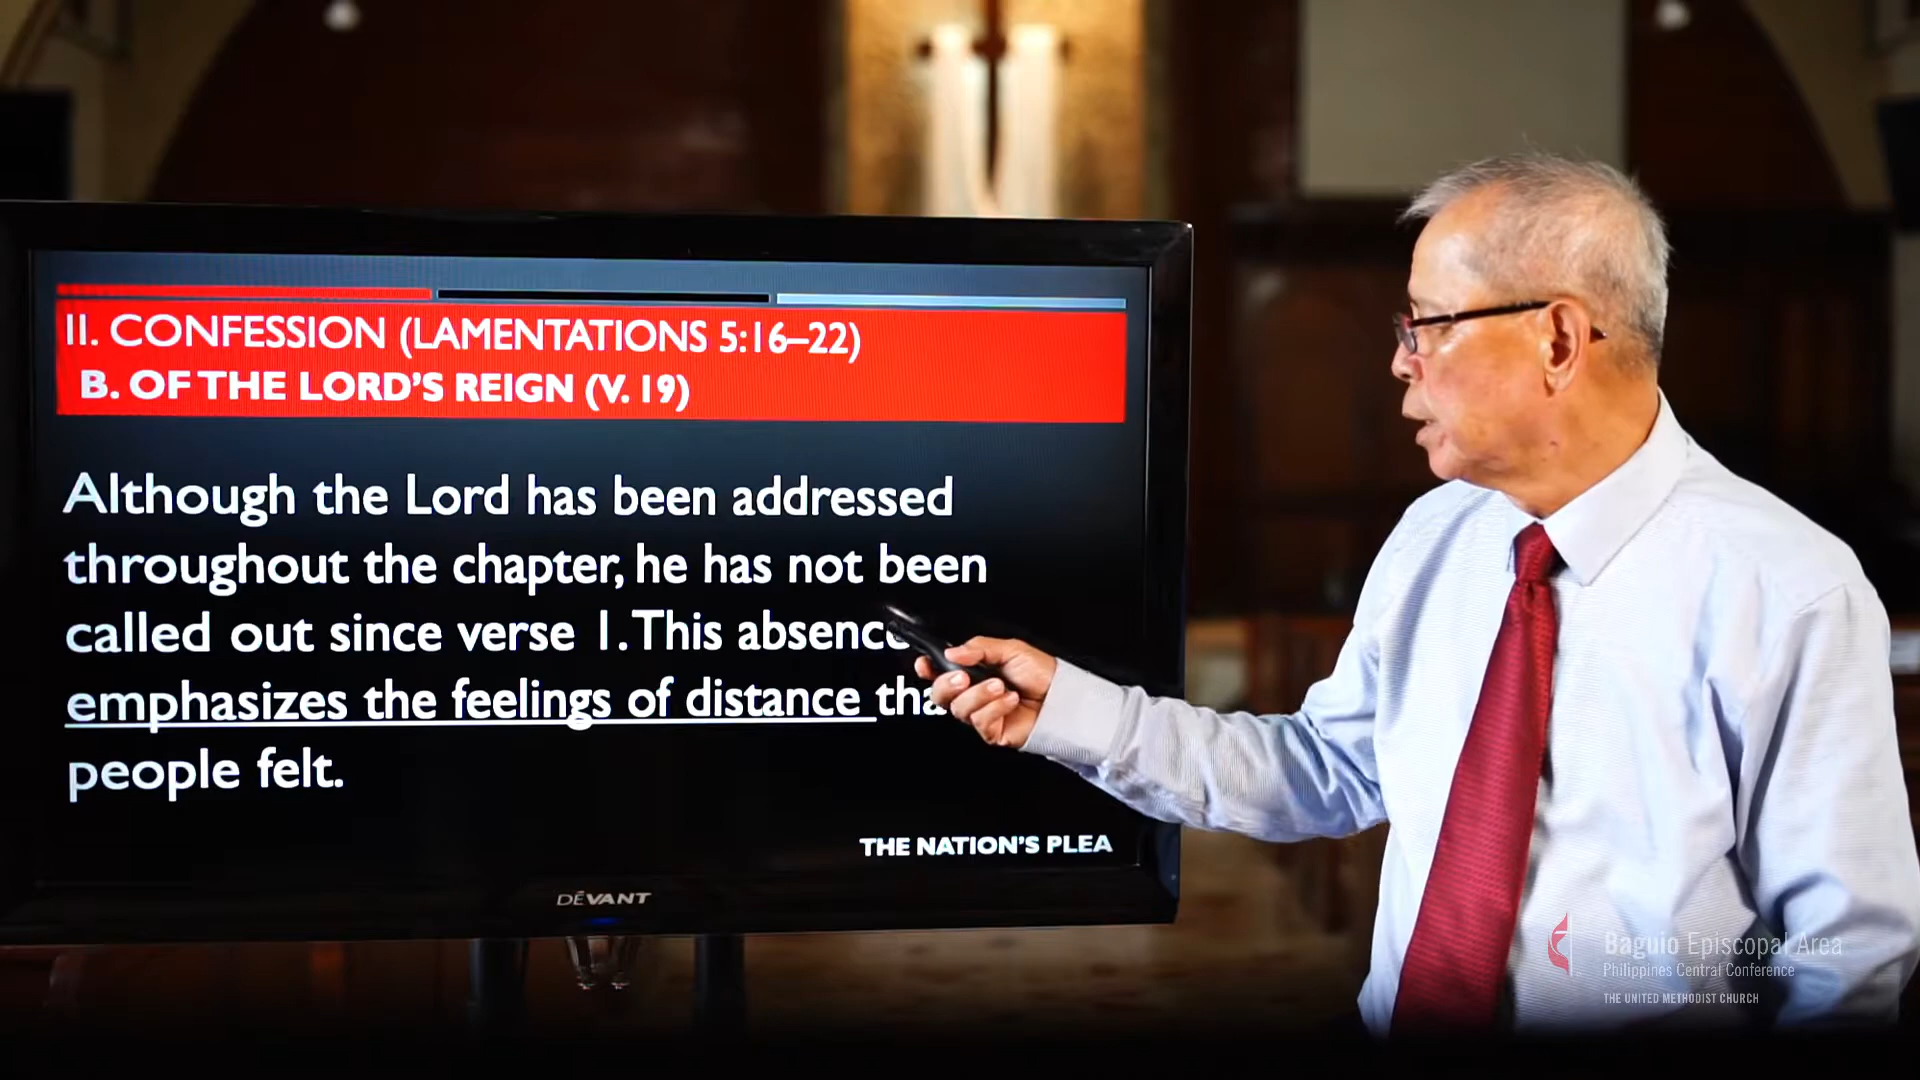 II. CONFESSION (LAMENTATIONS 5:16–22)
B. OF THE LORD'S REIGN (V. 19)
Although the Lord has been addressed
throughout the chapter, he has not been
called out since verse 1. This absence
emphasizes the feelings of distance
people felt.
THE NATION'S PLEA
DEVANT
Baguio Episcopal Area
Philippines Central Conference
THE UNITED METHODIST CHURCH